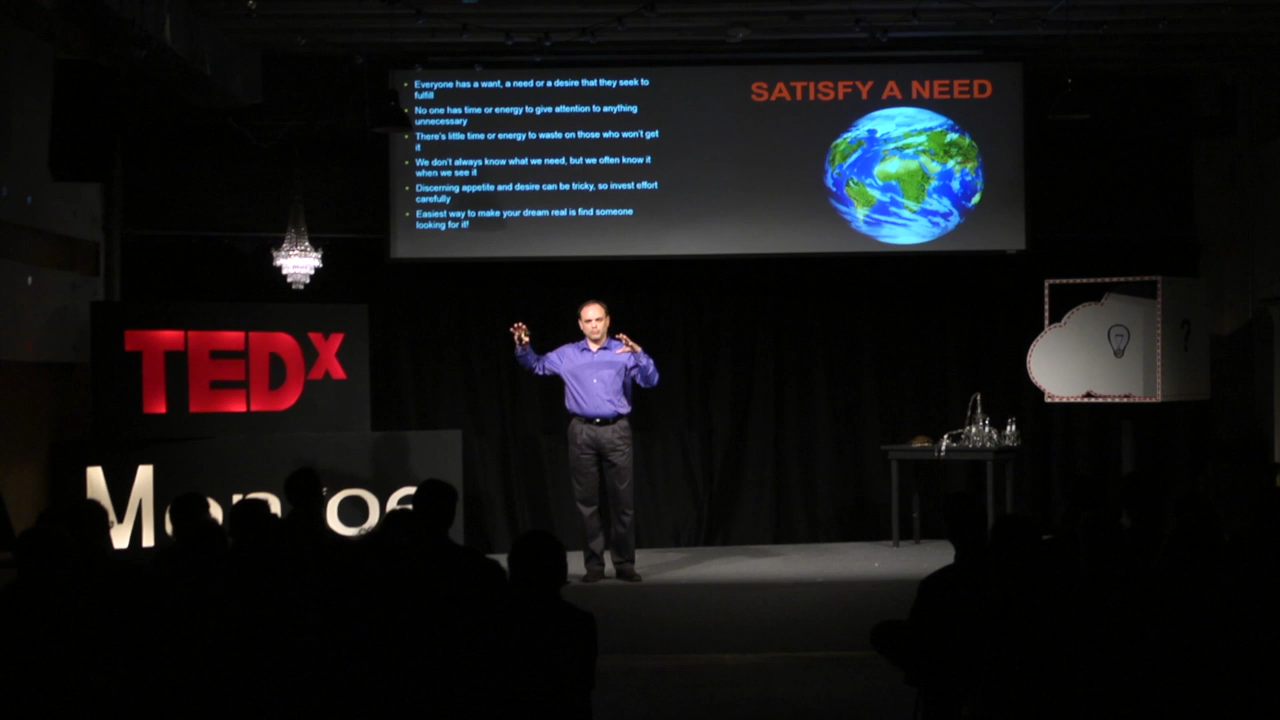 Everyone has a want, a need or a desire that they seek to
fulfill
No one has time or energy to give attention to anything
unnecessary
There's little time or energy to waste on those who won't get
it
We don't always know what we need, but we often know it
when we see it
Discerning appetite and desire can be tricky, so invest effort
carefully
Easiest way to make your dream real is find someone
looking for it!
SATISFY A NEED
TEDx
Monroe
?